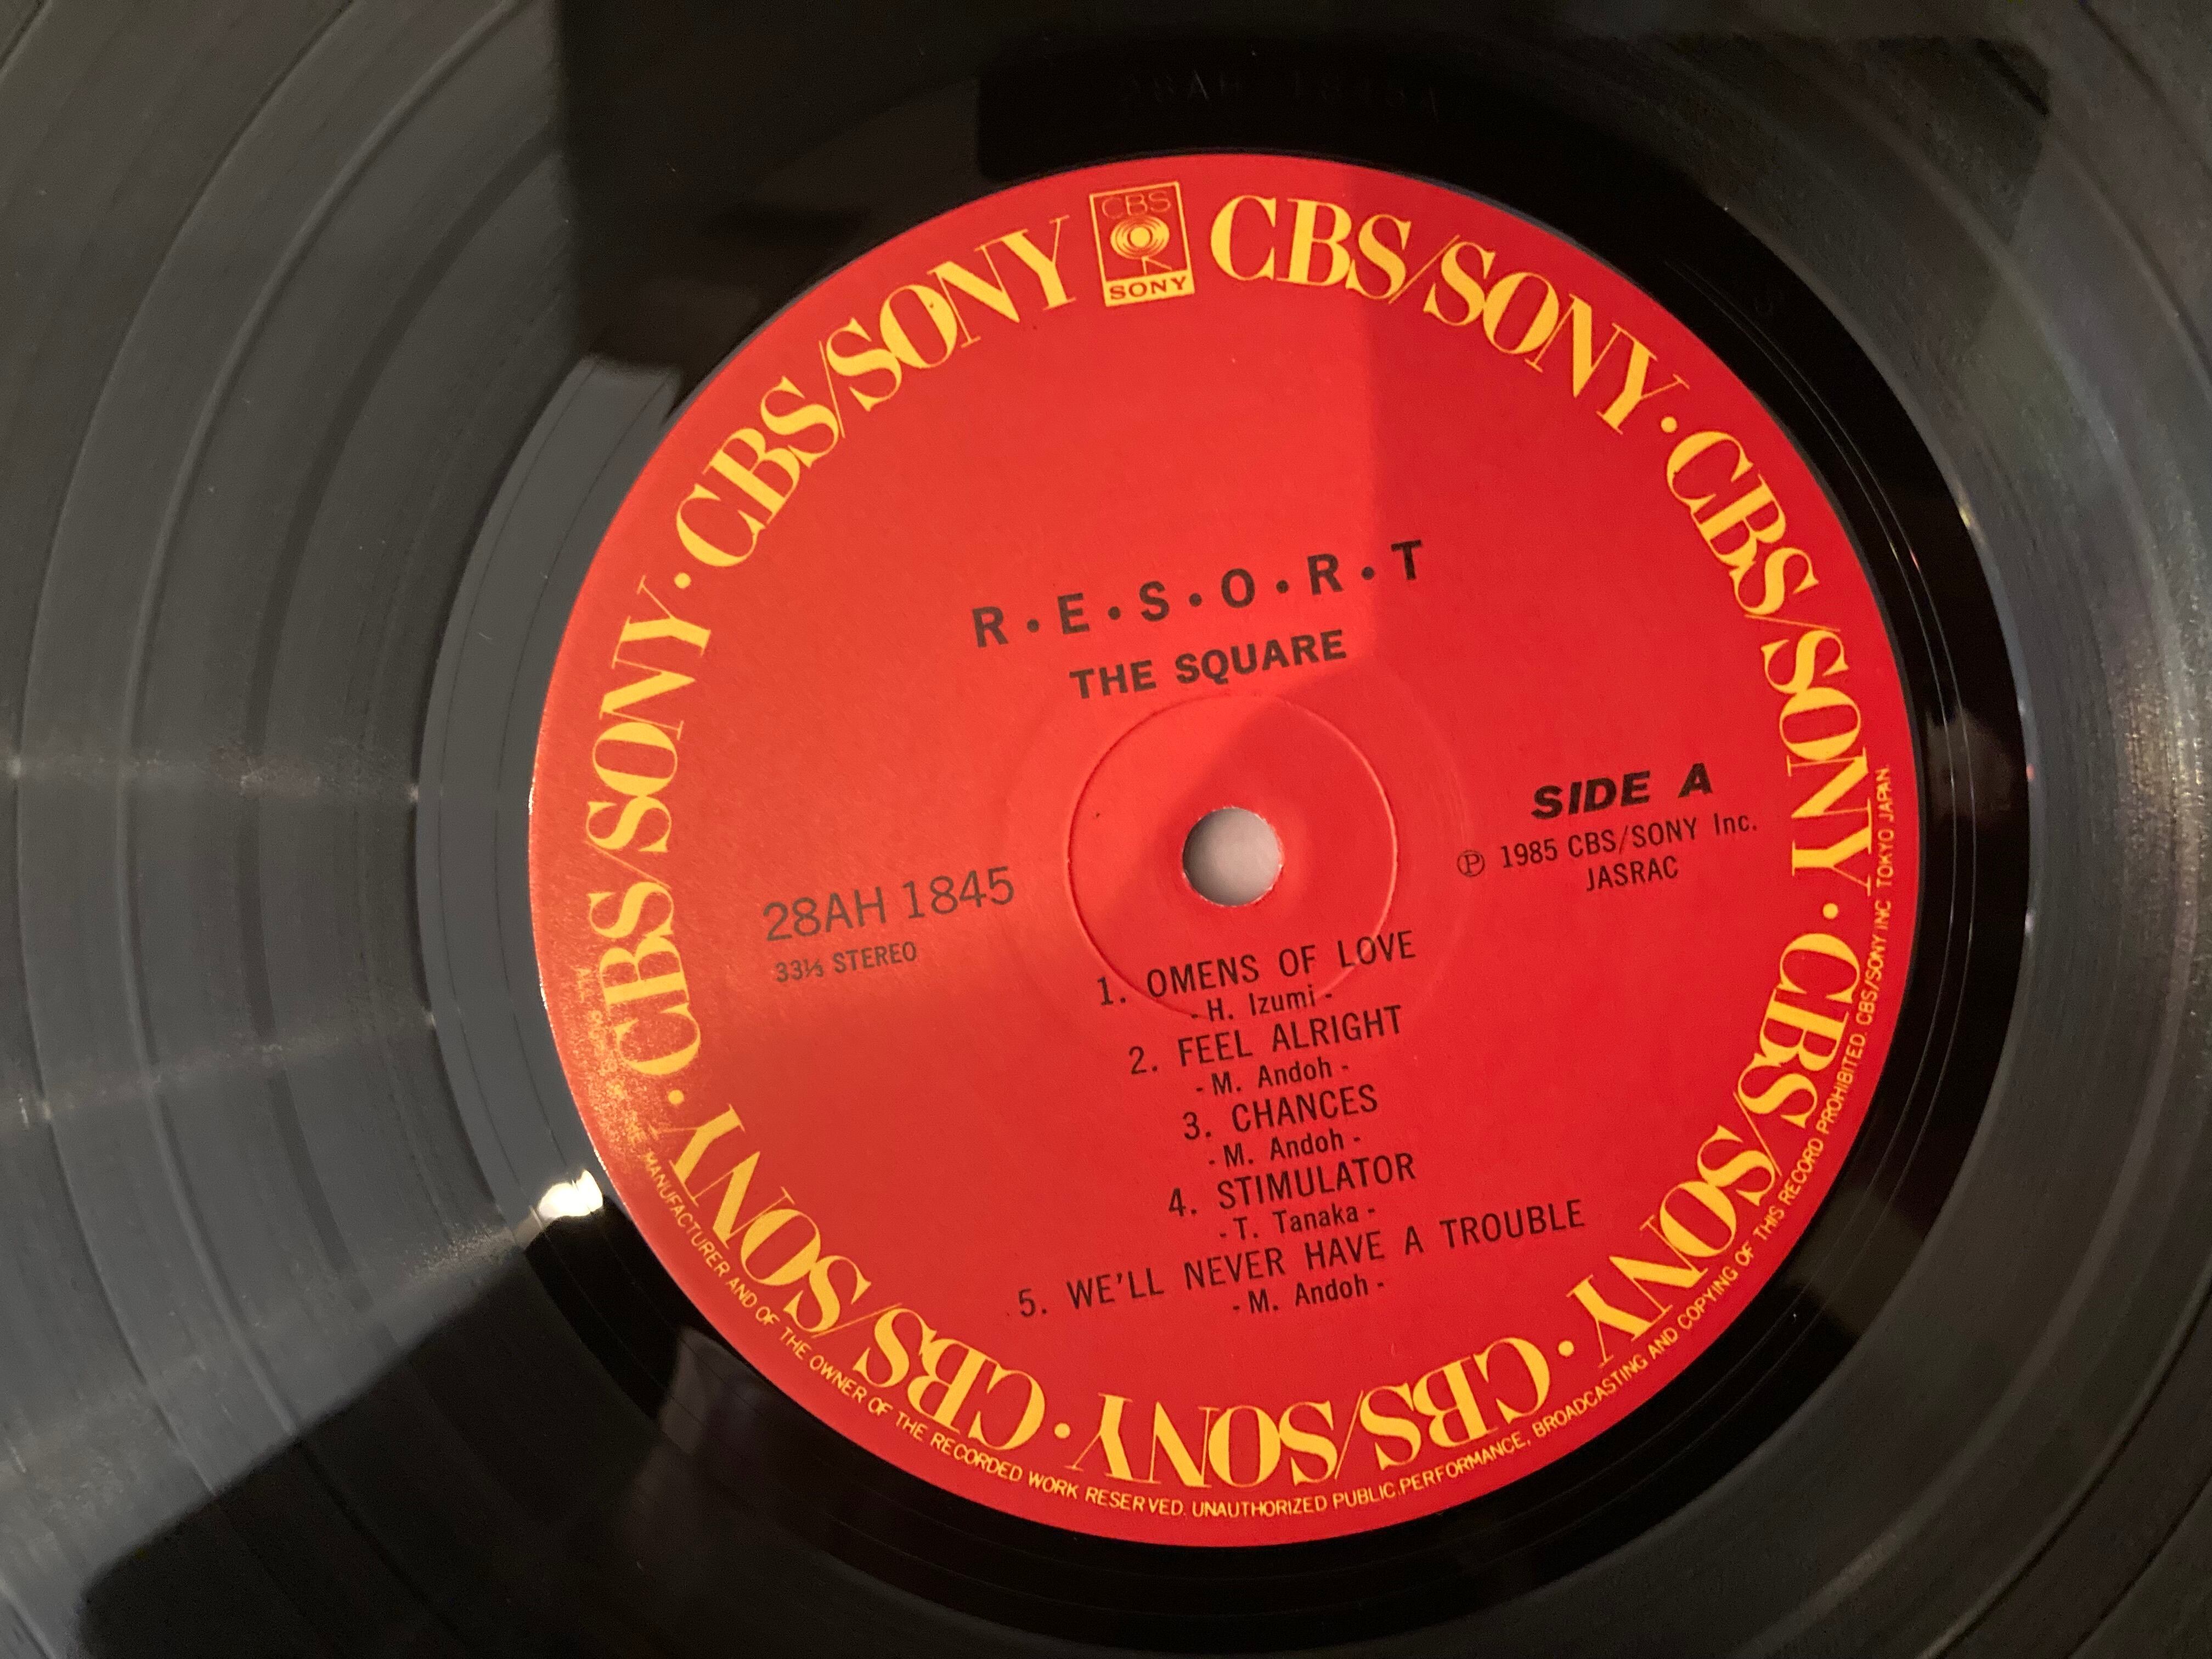 CBS
SONY
CBS/SONY · CBS/SONY · CBS/SONY · CBS/SONY · CBS/SONY · CBS/SONY · CBS/SONY
R・E・S・O・R・T
THE SQUARE
SIDE A
Ⓟ 1985 CBS/SONY Inc.
JASRAC
28AH 1845
33⅓ STEREO
1. OMENS OF LOVE
- H. Izumi -
2. FEEL ALRIGHT
- M. Andoh -
3. CHANCES
- M. Andoh -
4. STIMULATOR
- T. Tanaka -
5. WE'LL NEVER HAVE A TROUBLE
- M. Andoh -
MANUFACTURER AND OF THE OWNER OF THE RECORDED WORK RESERVED. UNAUTHORIZED PUBLIC.PERFORMANCE, BROADCASTING AND COPYING OF THIS RECORD PROHIBITED. CBS/SONY INC TOKYO JAPAN.